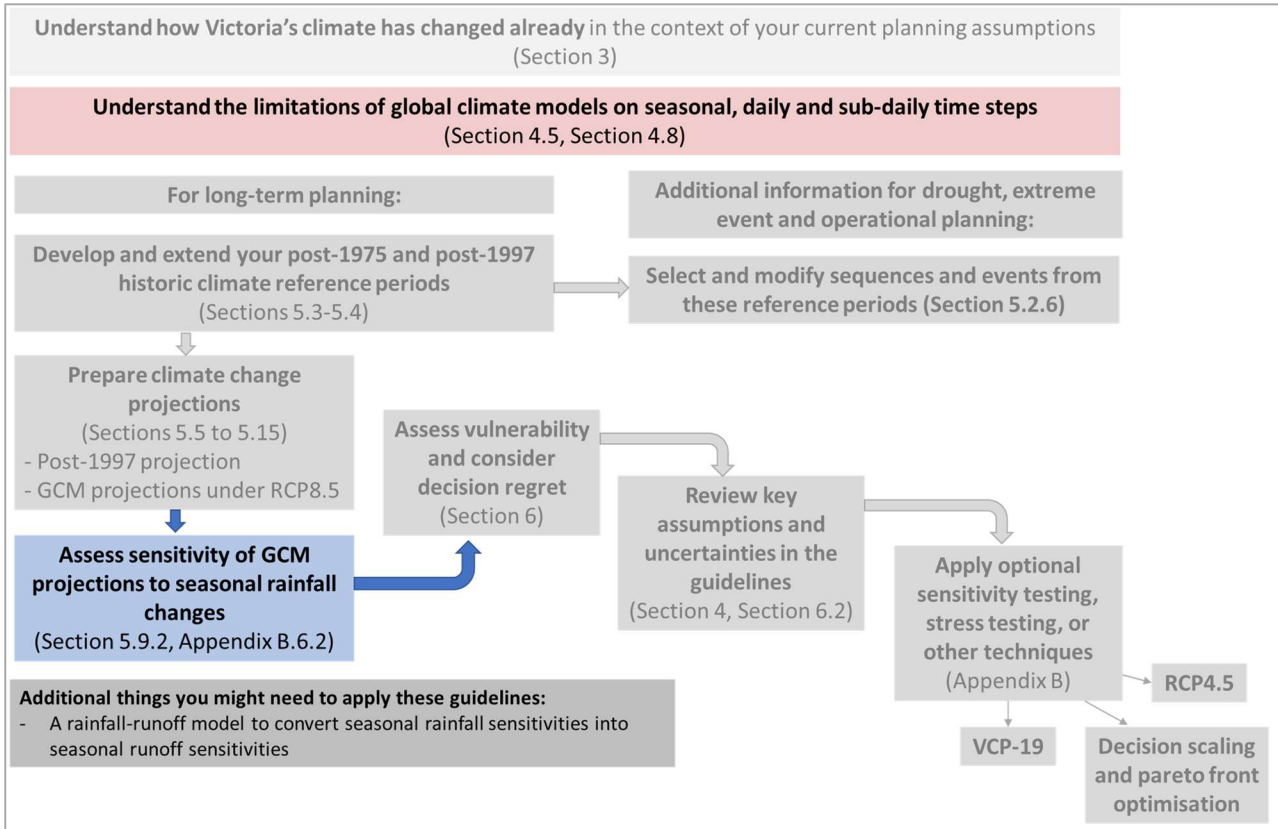 Understand how Victoria’s climate has changed already in the context of your current planning assumptions
(Section 3)
Understand the limitations of global climate models on seasonal, daily and sub-daily time steps
(Section 4.5, Section 4.8)
For long-term planning:
Additional information for drought, extreme
event and operational planning:
Develop and extend your post-1975 and post-1997
historic climate reference periods
(Sections 5.3-5.4)
Select and modify sequences and events from
these reference periods (Section 5.2.6)
Prepare climate change
projections
(Sections 5.5 to 5.15)
- Post-1997 projection
- GCM projections under RCP8.5
Assess vulnerability
and consider
decision regret
(Section 6)
Review key
assumptions and
uncertainties in the
guidelines
(Section 4, Section 6.2)
Assess sensitivity of GCM
projections to seasonal rainfall
changes
(Section 5.9.2, Appendix B.6.2)
Apply optional
sensitivity testing,
stress testing, or
other techniques
(Appendix B)
RCP4.5
VCP-19
Decision scaling
and pareto front
optimisation
Additional things you might need to apply these guidelines:
- A rainfall-runoff model to convert seasonal rainfall sensitivities into
seasonal runoff sensitivities